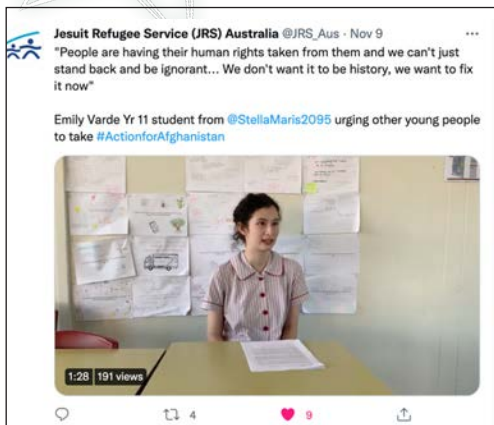 Jesuit Refugee Service (JRS) Australia @JRS_Aus · Nov 9 ...
"People are having their human rights taken from them and we can't just
stand back and be ignorant... We don't want it to be history, we want to fix
it now"
Emily Varde Yr 11 student from @StellaMaris2095 urging other young people
to take #ActionforAfghanistan
1:28 191 views
4 9